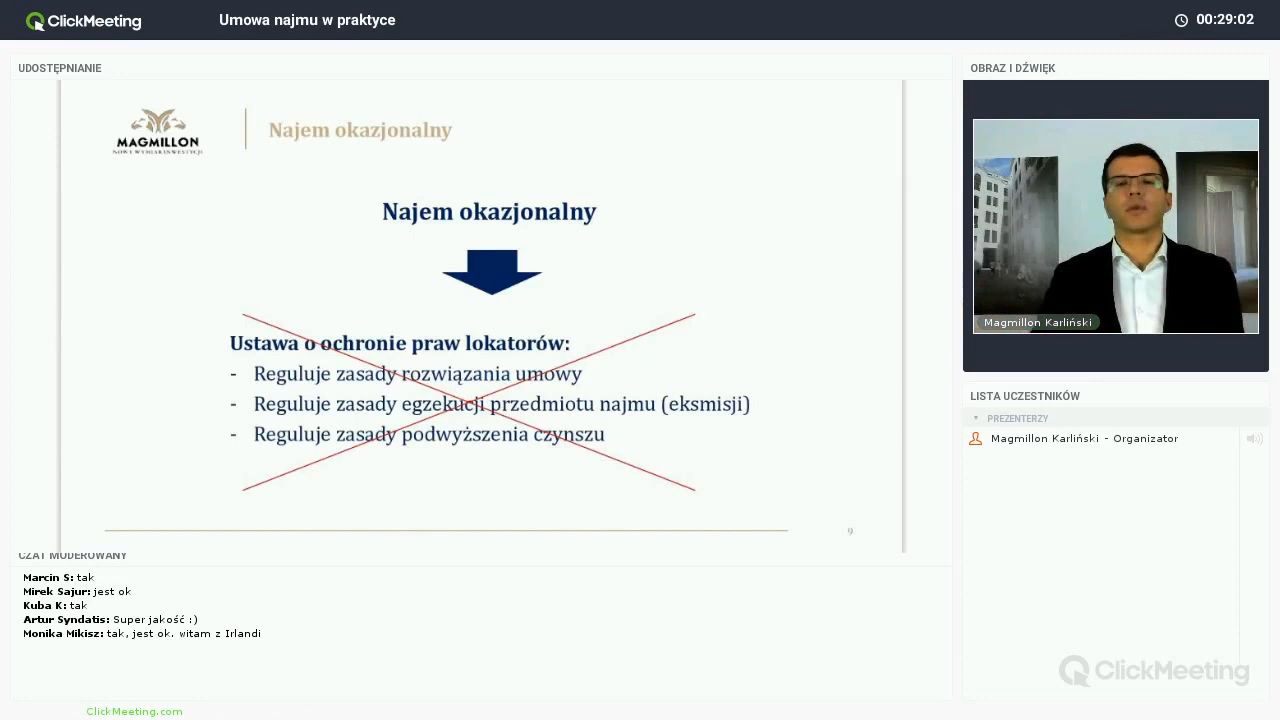 ClickMeeting
Umowa najmu w praktyce
00:29:02
UDOSTĘPNIANIE
MAGMILLON
NOWY WYMIAR INWESTYCJI
Najem okazjonalny
Najem okazjonalny
Ustawa o ochronie praw lokatorów:
- Reguluje zasady rozwiązania umowy
- Reguluje zasady egzekucji przedmiotu najmu (eksmisji)
- Reguluje zasady podwyższenia czynszu
9
CZAT MODEROWANY
Marcin S: tak
Mirek Sajur: jest ok
Kuba K: tak
Artur Syndatis: Super jakość :)
Monika Mikisz: tak, jest ok. witam z Irlandi
ClickMeeting.com
OBRAZ I DŹWIĘK
Magmillon Karliński
LISTA UCZESTNIKÓW
PREZENTERZY
Magmillon Karliński - Organizator
ClickMeeting